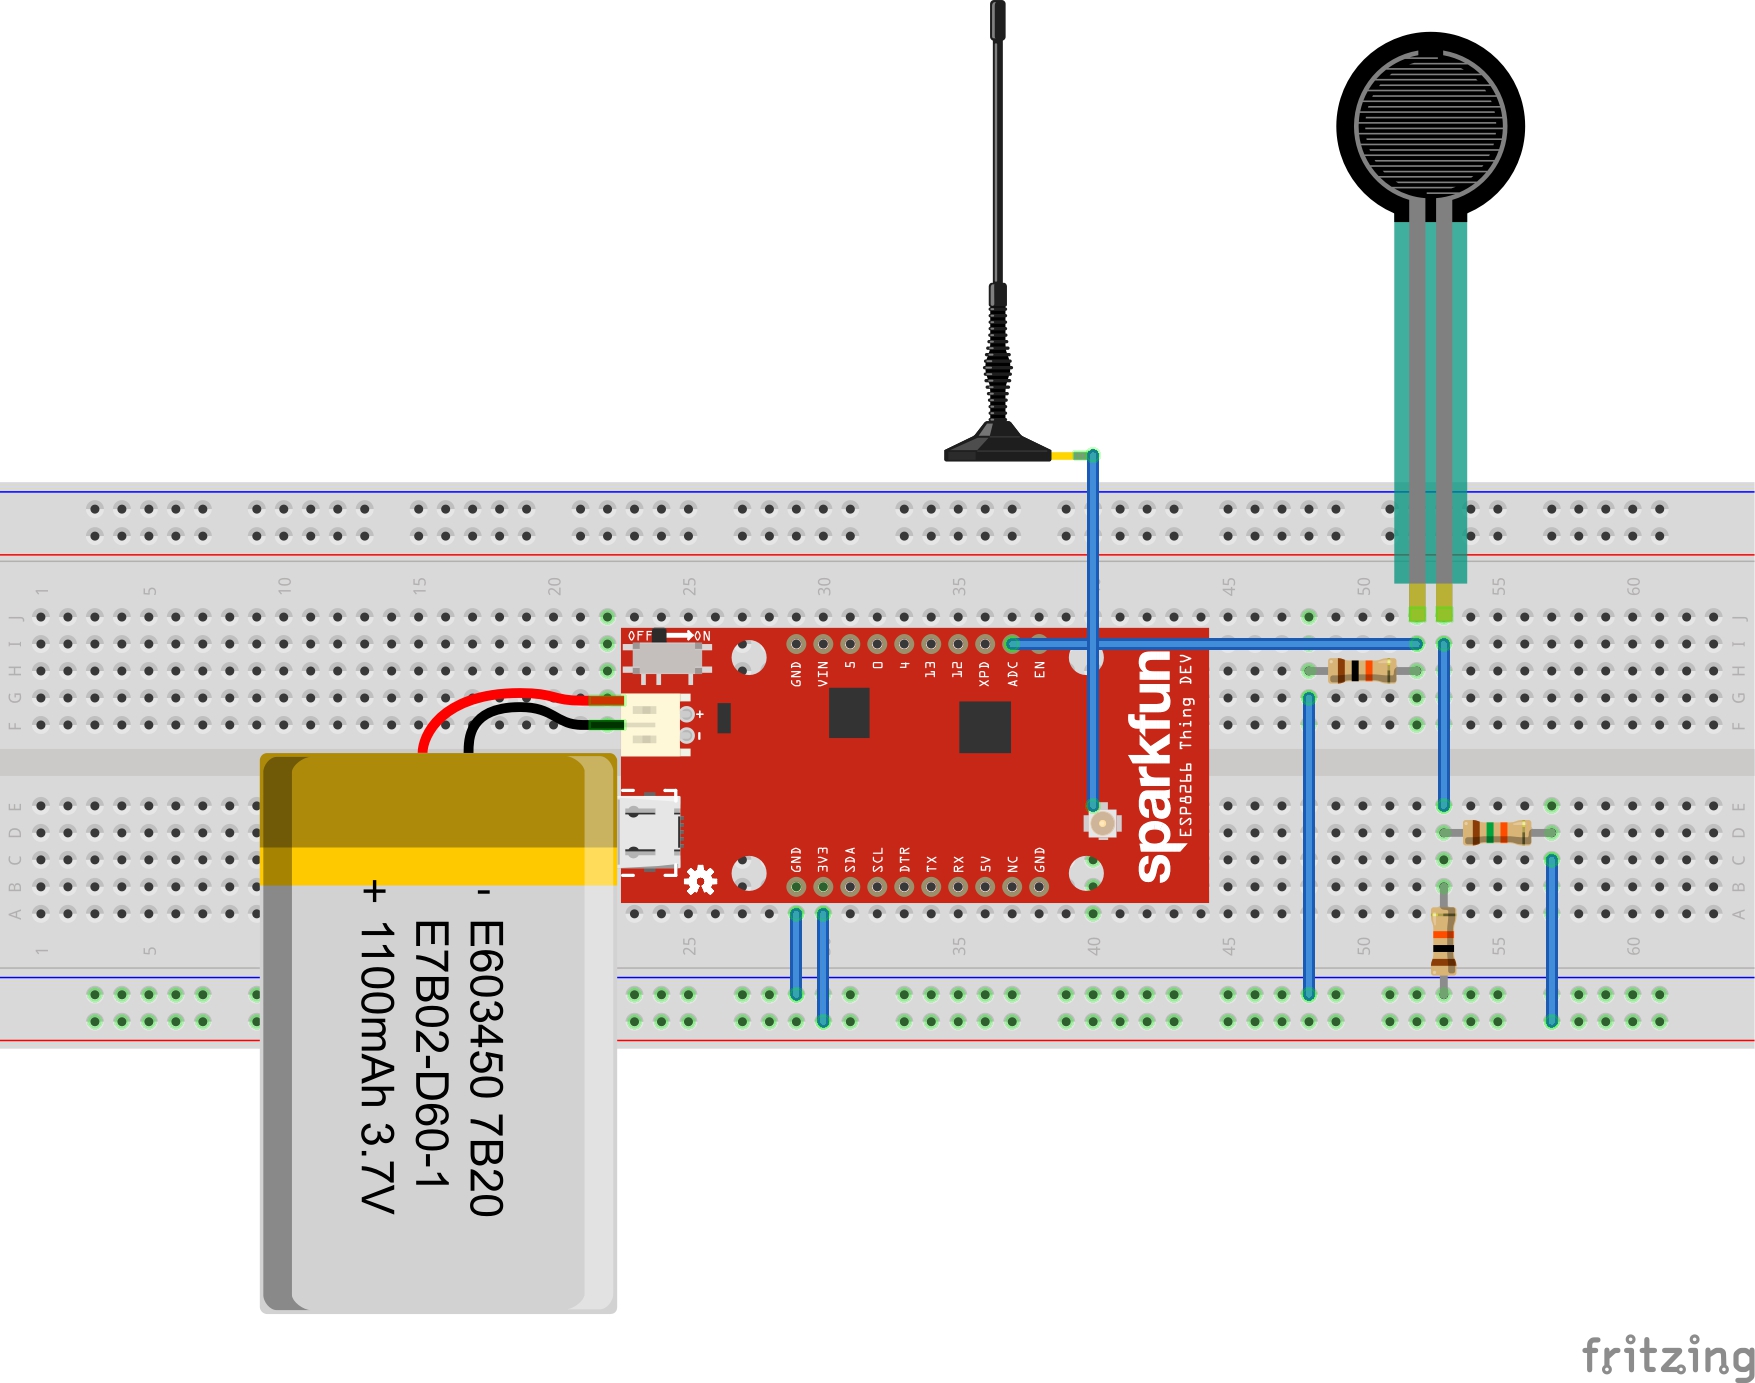 1 5 10 15 20 25 30 35 45 50 55 60
J J
I I
H H
G G
F F
OFF ON
GND VIN 5 0 4 13 12 XPD ADC EN
+
-
sparkfun
ESP8266 Thing DEV
E E
D D
C C
B B
A A
GND 3V3 SDA SCL DTR TX RX 5V NC GND
1 5 25 35 40 45 50 55 60
- E603450 7B20
E7B02-D60-1
+ 1100mAh 3.7V
fritzing